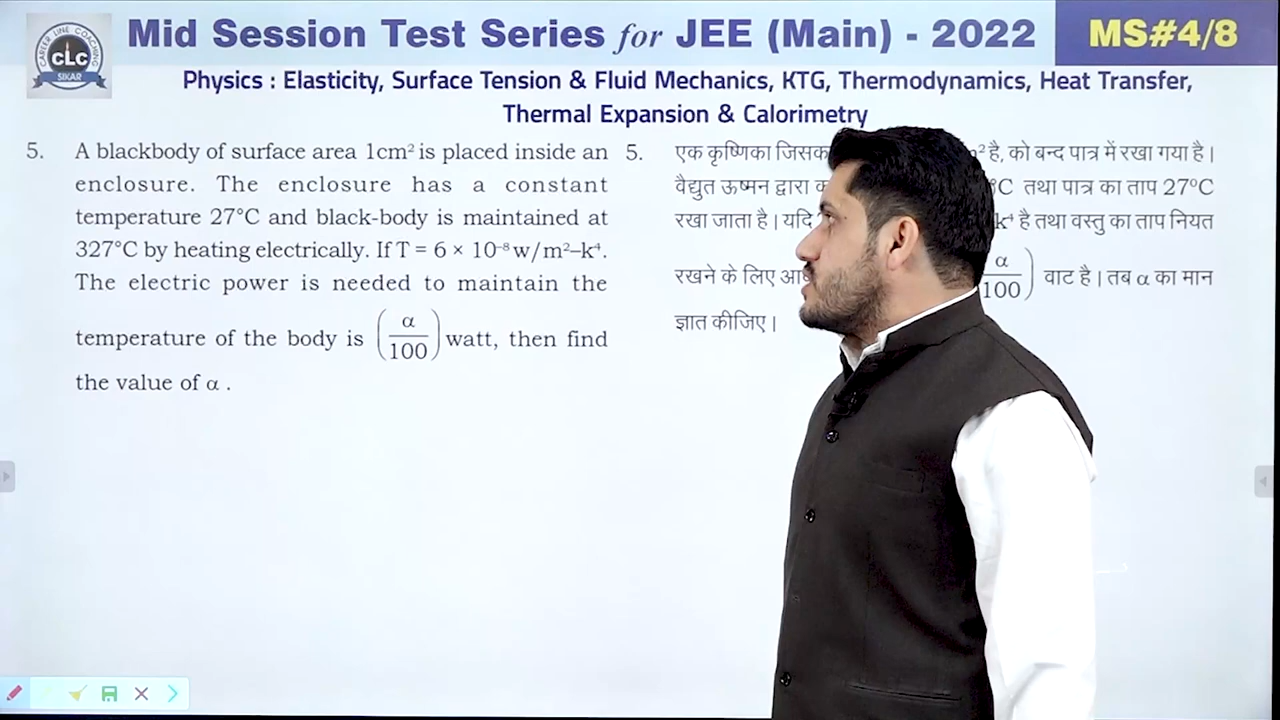 Mid Session Test Series for JEE (Main) - 2022
MS#4/8
CAREER LINE COACHING
CLC
SIKAR
Physics : Elasticity, Surface Tension & Fluid Mechanics, KTG, Thermodynamics, Heat Transfer,
Thermal Expansion & Calorimetry
5. A blackbody of surface area 1cm² is placed inside an
enclosure. The enclosure has a constant
temperature 27°C and black-body is maintained at
327°C by heating electrically. If T = 6 × 10⁻⁸ w/m²–k⁴.
The electric power is needed to maintain the
temperature of the body is (α/100) watt, then find
the value of α .
5. एक कृष्णिका जिसक है, को बन्द पात्र में रखा गया है।
वैद्युत ऊष्मन द्वारा °C तथा पात्र का ताप 27°C
रखा जाता है। यदि k⁴ है तथा वस्तु का ताप नियत
रखने के लिए (α/100) वाट है। तब α का मान
ज्ञात कीजिए।